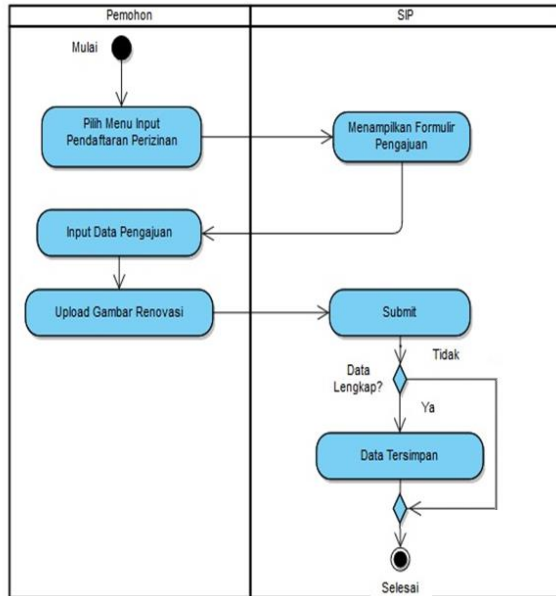 Pemohon
SIP
Mulai
Pilih Menu Input
Pendaftaran Perizinan
Menampilkan Formulir
Pengajuan
Input Data Pengajuan
Upload Gambar Renovasi
Submit
Tidak
Data
Lengkap?
Ya
Data Tersimpan
Selesai